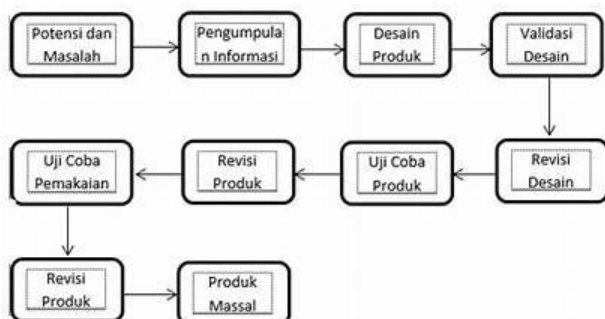 Potensi dan
Masalah
Pengumpula
n Informasi
Desain
Produk
Validasi
Desain
Revisi
Desain
Uji Coba
Produk
Revisi
Produk
Uji Coba
Pemakaian
Revisi
Produk
Produk
Massal